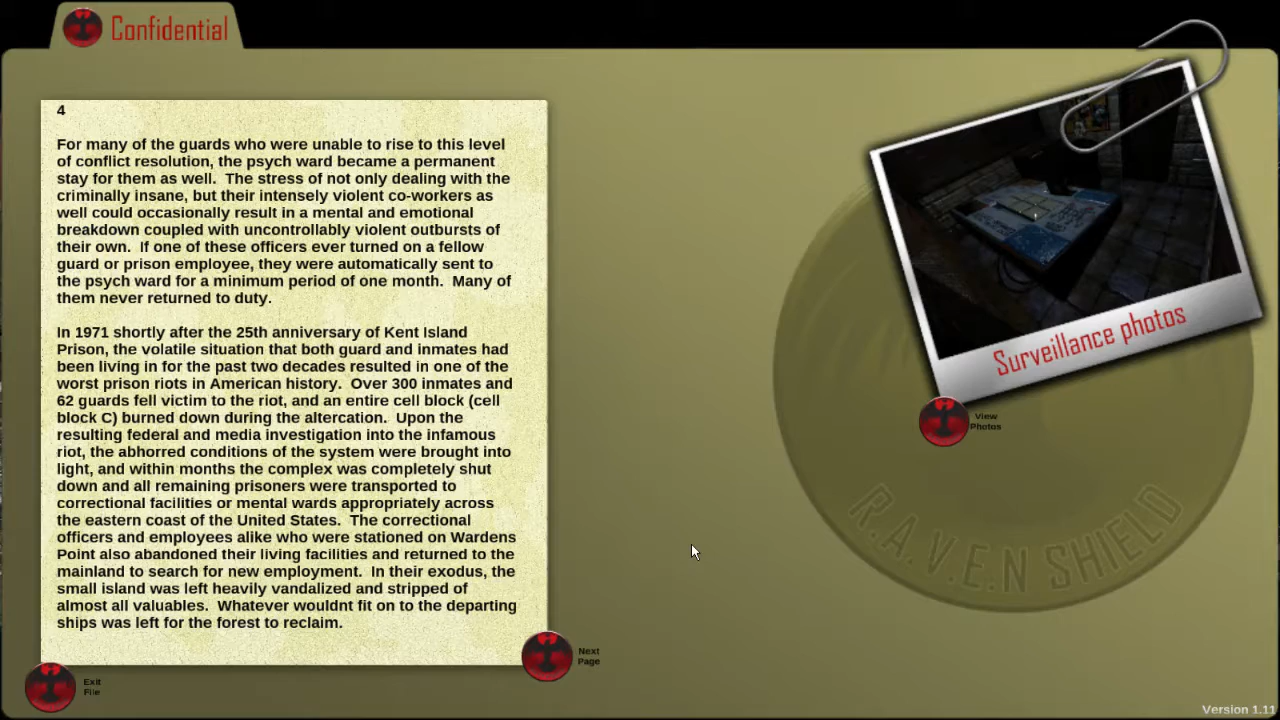 Confidential
4
For many of the guards who were unable to rise to this level
of conflict resolution, the psych ward became a permanent
stay for them as well.  The stress of not only dealing with the
criminally insane, but their intensely violent co-workers as
well could occasionally result in a mental and emotional
breakdown coupled with uncontrollably violent outbursts of
their own.  If one of these officers ever turned on a fellow
guard or prison employee, they were automatically sent to
the psych ward for a minimum period of one month.  Many of
them never returned to duty.
In 1971 shortly after the 25th anniversary of Kent Island
Prison, the volatile situation that both guard and inmates had
been living in for the past two decades resulted in one of the
worst prison riots in American history.  Over 300 inmates and
62 guards fell victim to the riot, and an entire cell block (cell
block C) burned down during the altercation.  Upon the
resulting federal and media investigation into the infamous
riot, the abhorred conditions of the system were brought into
light, and within months the complex was completely shut
down and all remaining prisoners were transported to
correctional facilities or mental wards appropriately across
the eastern coast of the United States.  The correctional
officers and employees alike who were stationed on Wardens
Point also abandoned their living facilities and returned to the
mainland to search for new employment.  In their exodus, the
small island was left heavily vandalized and stripped of
almost all valuables.  Whatever wouldnt fit on to the departing
ships was left for the forest to reclaim.
Next
Page
Exit
File
Surveillance photos
View
Photos
R.A.V.E.N SHIELD
Version 1.11